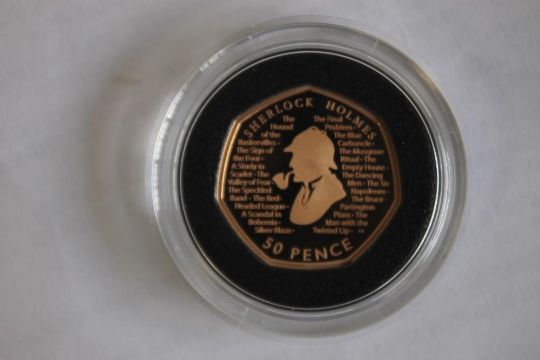 SHERLOCK HOLMES
The
Hound
of the
Baskervilles -
The Sign of
the Four -
A Study in
Scarlet - The
Valley of Fear -
The Speckled
Band - The Red-
Headed League -
A Scandal in
Bohemia -
Silver Blaze -
The Final
Problem -
The Blue
Carbuncle -
The Musgrave
Ritual - The
Empty House -
The Dancing
Men - The Six
Napoleons -
The Bruce-
Partington
Plans - The
Man with the
Twisted Lip -
50 PENCE